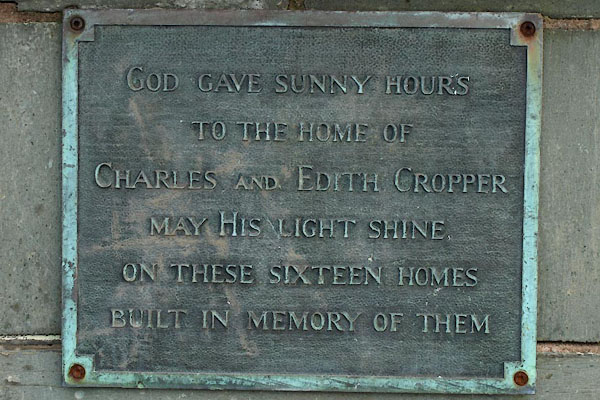 GOD GAVE SUNNY HOURS
TO THE HOME OF
CHARLES AND EDITH CROPPER
MAY HIS LIGHT SHINE
ON THESE SIXTEEN HOMES
BUILT IN MEMORY OF THEM